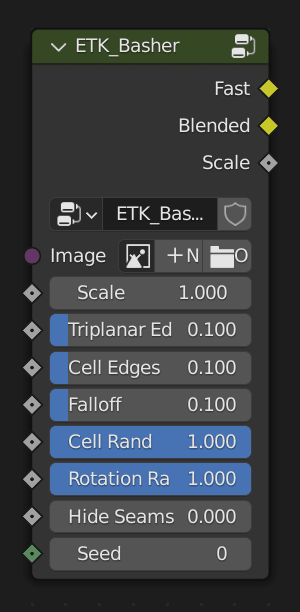 ETK_Basher
Fast
Blended
Scale
ETK_Bas...
Image N O
Scale 1.000
Triplanar Ed 0.100
Cell Edges 0.100
Falloff 0.100
Cell Rand 1.000
Rotation Ra 1.000
Hide Seams 0.000
Seed 0